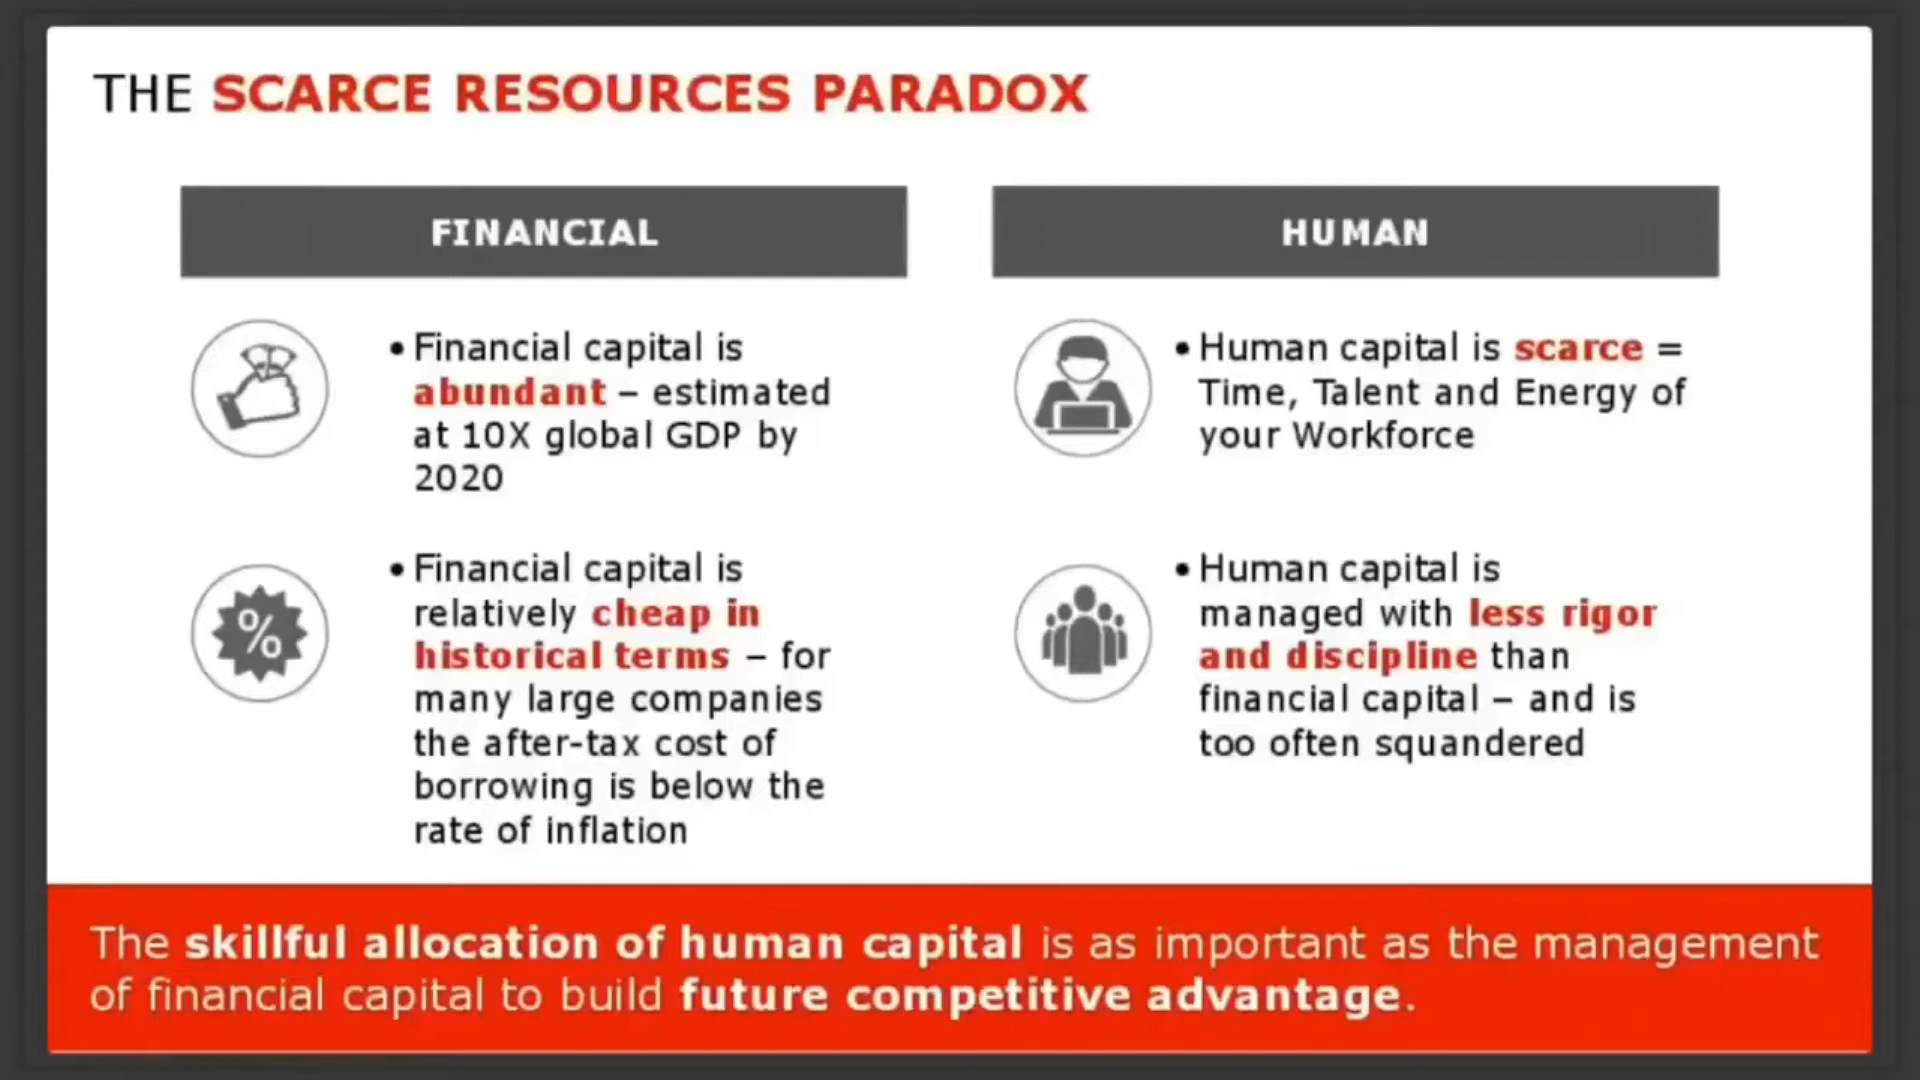 THE SCARCE RESOURCES PARADOX
FINANCIAL
• Financial capital is
abundant – estimated
at 10X global GDP by
2020
%
• Financial capital is
relatively cheap in
historical terms – for
many large companies
the after-tax cost of
borrowing is below the
rate of inflation
HUMAN
• Human capital is scarce =
Time, Talent and Energy of
your Workforce
• Human capital is
managed with less rigor
and discipline than
financial capital – and is
too often squandered
The skillful allocation of human capital is as important as the management
of financial capital to build future competitive advantage.